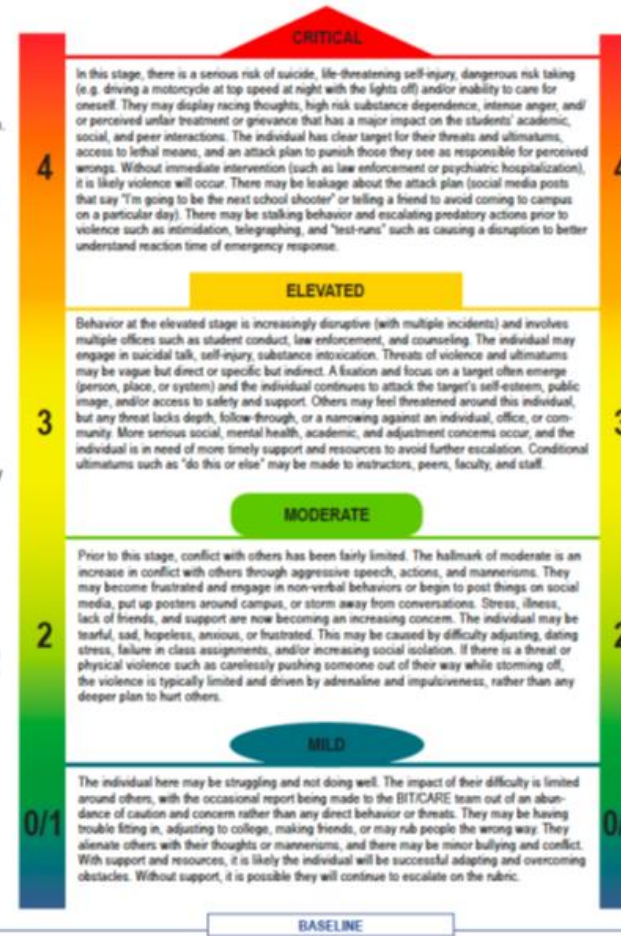 CRITICAL
In this stage, there is a serious risk of suicide, life-threatening self-injury, dangerous risk taking
(e.g. driving a motorcycle at top speed at night with the lights off) and/or inability to care for
oneself. They may display racing thoughts, high risk substance dependence, intense anger, and/
or perceived unfair treatment or grievance that has a major impact on the students' academic,
social, and peer interactions. The individual has clear target for their threats and ultimatums,
access to lethal means, and an attack plan to punish those they see as responsible for perceived
wrongs. Without immediate intervention (such as law enforcement or psychiatric hospitalization),
it is likely violence will occur. There may be leakage about the attack plan (social media posts
that say "I'm going to be the next school shooter" or telling a friend to avoid coming to campus
on a particular day). There may be stalking behavior and escalating predatory actions prior to
violence such as intimidation, telegraphing, and "test-runs" such as causing a disruption to better
understand reaction time of emergency response.
4
ELEVATED
Behavior at the elevated stage is increasingly disruptive (with multiple incidents) and involves
multiple offices such as student conduct, law enforcement, and counseling. The individual may
engage in suicidal talk, self-injury, substance intoxication. Threats of violence and ultimatums
may be vague but direct or specific but indirect. A fixation and focus on a target often emerge
(person, place, or system) and the individual continues to attack the target's self-esteem, public
image, and/or access to safety and support. Others may feel threatened around this individual,
but any threat lacks depth, follow-through, or a narrowing against an individual, office, or com-
munity. More serious social, mental health, academic, and adjustment concerns occur, and the
individual is in need of more timely support and resources to avoid further escalation. Conditional
ultimatums such as "do this or else" may be made to instructors, peers, faculty, and staff.
3
MODERATE
Prior to this stage, conflict with others has been fairly limited. The hallmark of moderate is an
increase in conflict with others through aggressive speech, actions, and mannerisms. They
may become frustrated and engage in non-verbal behaviors or begin to post things on social
media, put up posters around campus, or storm away from conversations. Stress, illness,
lack of friends, and support are now becoming an increasing concern. The individual may be
tearful, sad, hopeless, anxious, or frustrated. This may be caused by difficulty adjusting, dating
stress, failure in class assignments, and/or increasing social isolation. If there is a threat or
physical violence such as carelessly pushing someone out of their way while storming off,
the violence is typically limited and driven by adrenaline and impulsiveness, rather than any
deeper plan to hurt others.
2
MILD
The individual here may be struggling and not doing well. The impact of their difficulty is limited
around others, with the occasional report being made to the BIT/CARE team out of an abun-
dance of caution and concern rather than any direct behavior or threats. They may be having
trouble fitting in, adjusting to college, making friends, or may rub people the wrong way. They
alienate others with their thoughts or mannerisms, and there may be minor bullying and conflict.
With support and resources, it is likely the individual will be successful adapting and overcoming
obstacles. Without support, it is possible they will continue to escalate on the rubric.
0/1
BASELINE